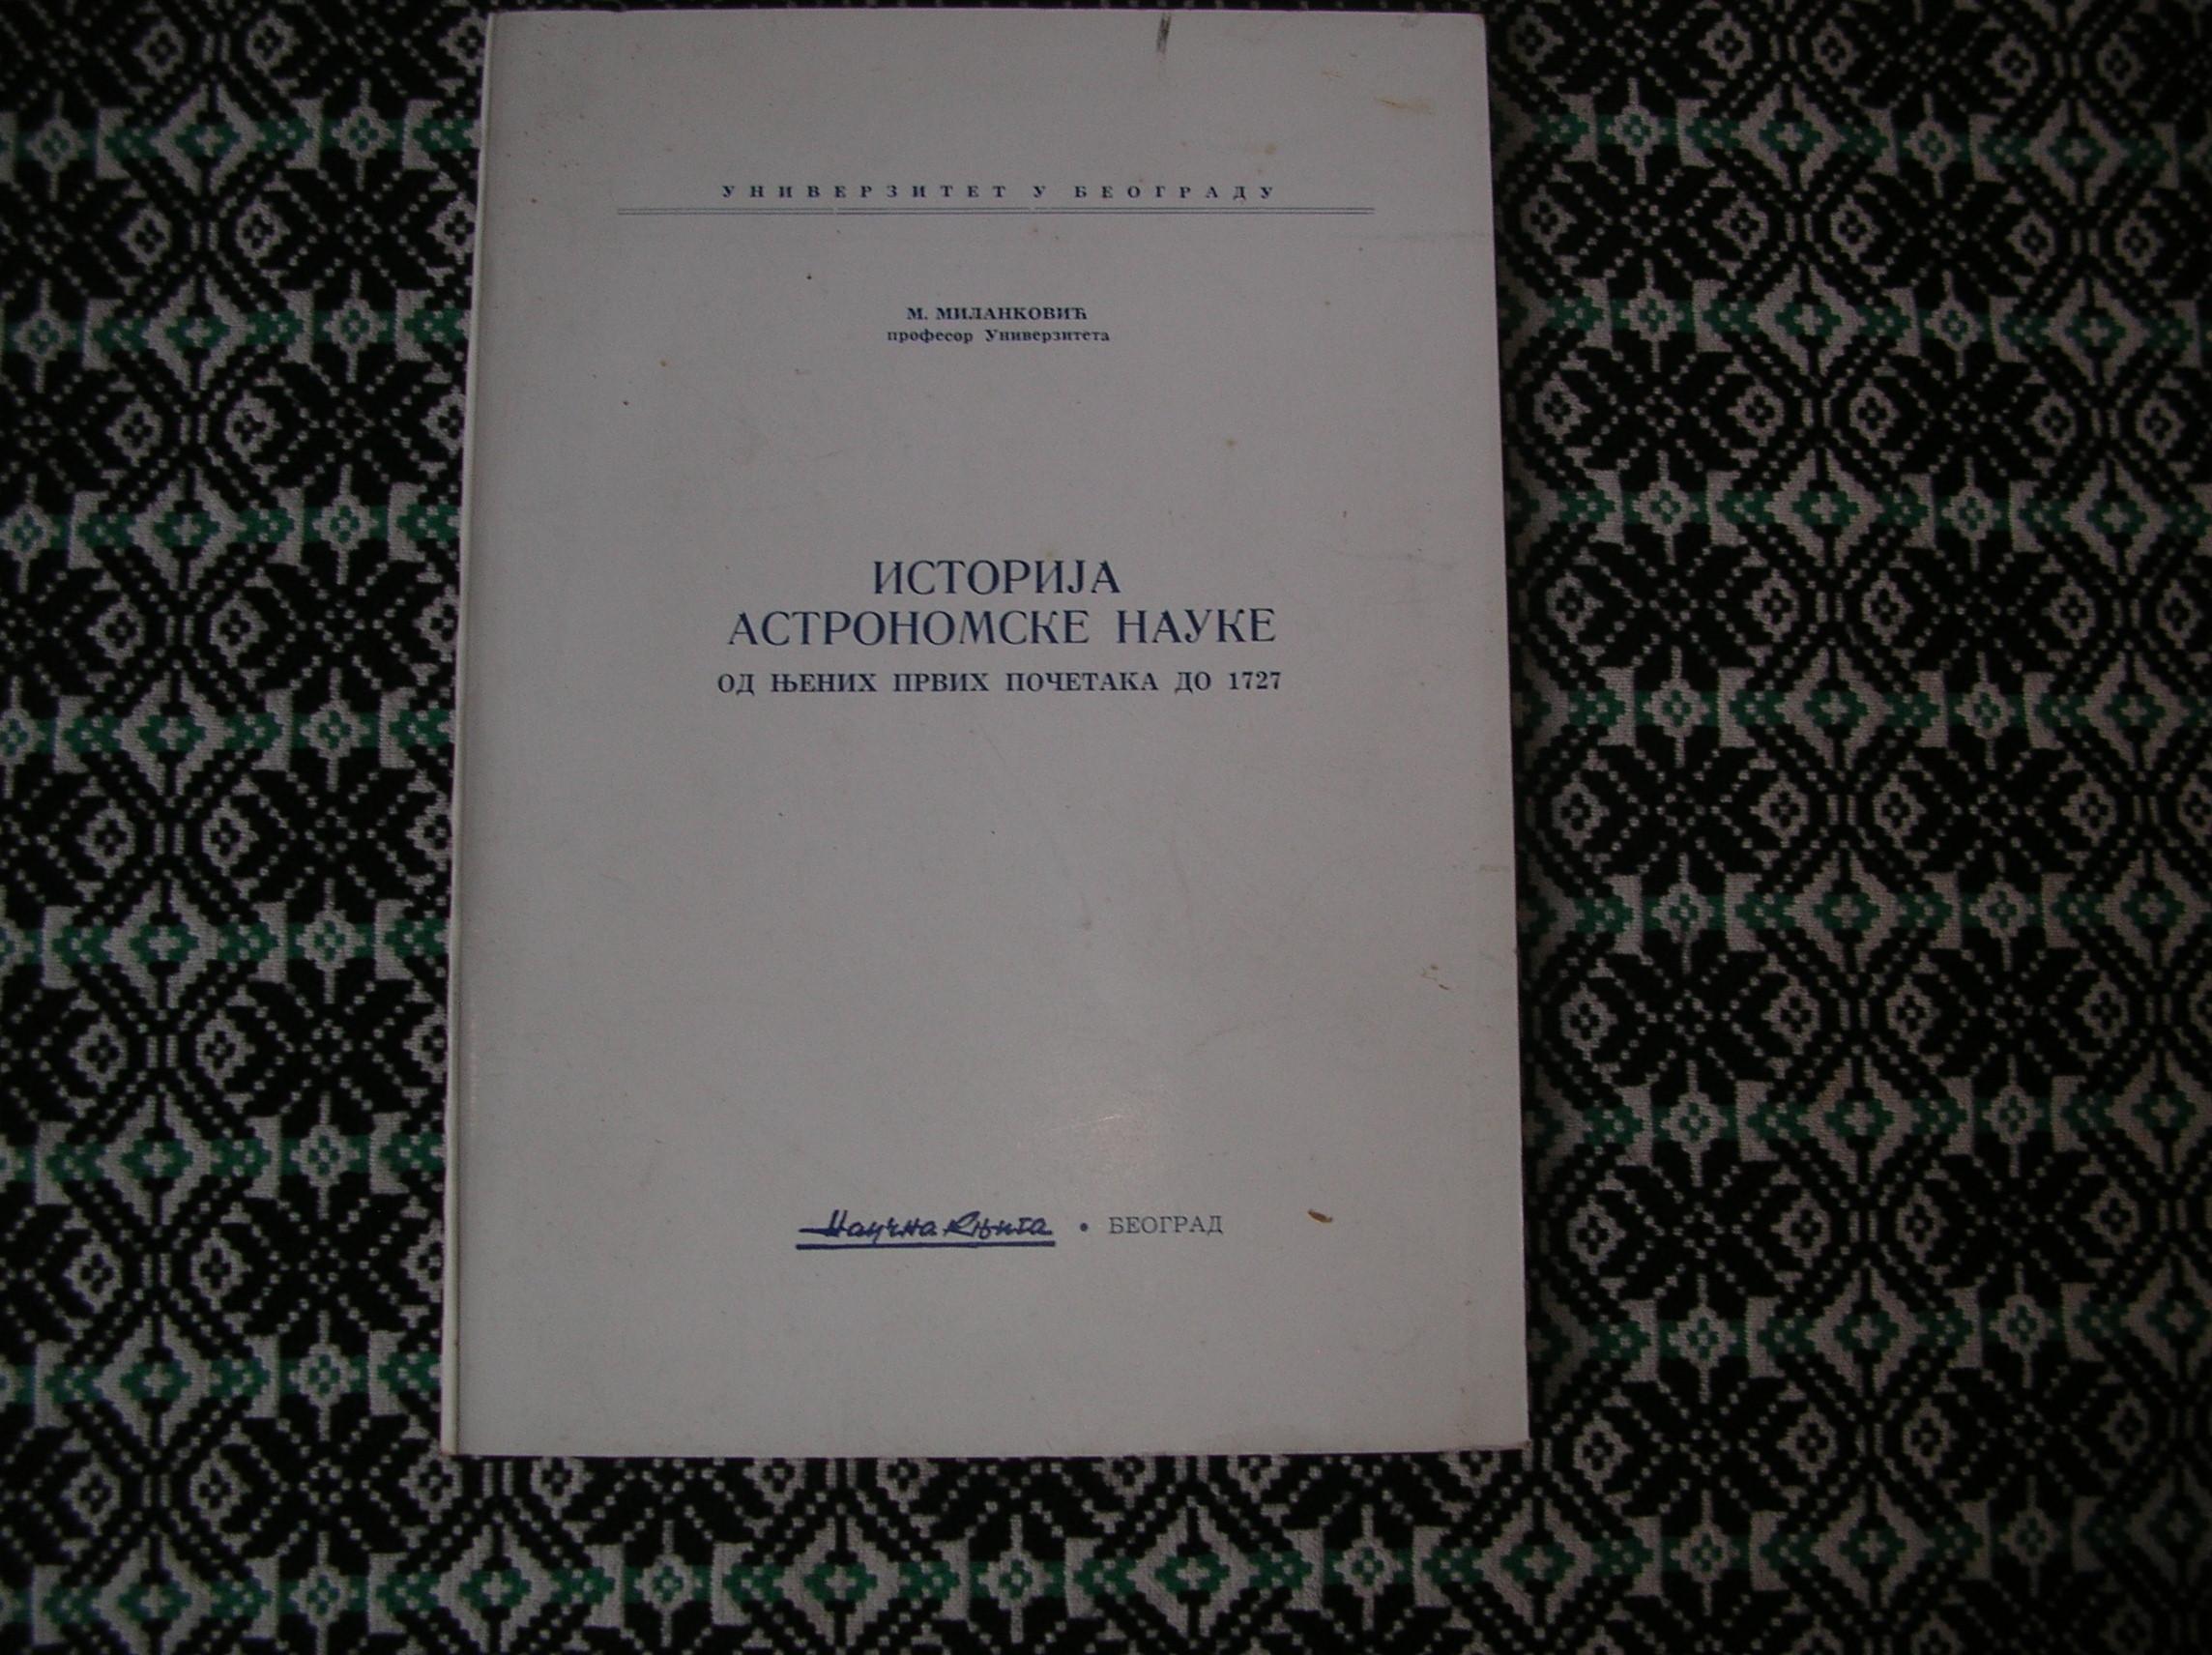 УНИВЕРЗИТЕТ У БЕОГРАДУ
М. МИЛАНКОВИЋ
професор Универзитета
ИСТОРИЈА
АСТРОНОМСКЕ НАУКЕ
ОД ЊЕНИХ ПРВИХ ПОЧЕТАКА ДО 1727
Научна Књига • БЕОГРАД